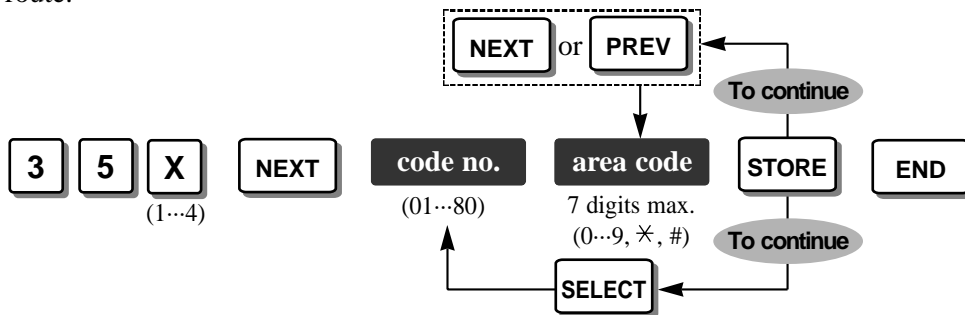 route.
NEXT or PREV
To continue
3 5 X NEXT code no. area code STORE END
(1···4) (01···80) 7 digits max.
(0···9, ✳, #)
To continue
SELECT